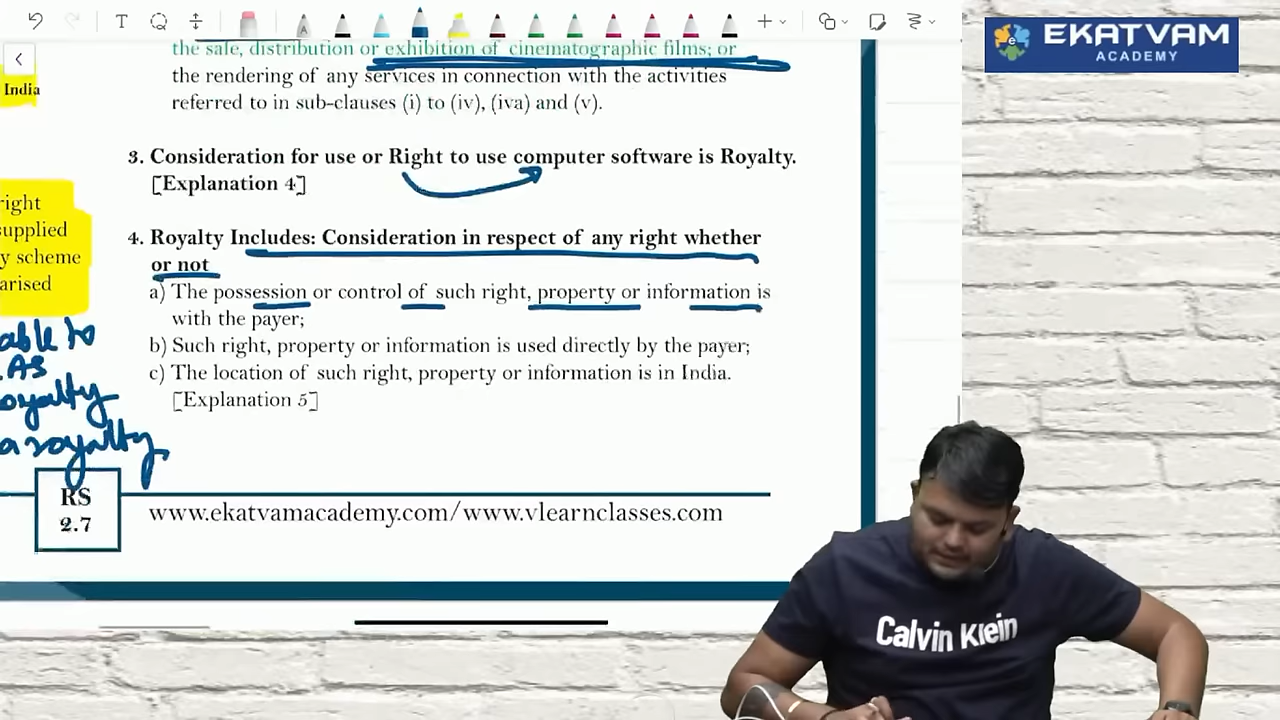 EKATVAM
ACADEMY
the sale, distribution or exhibition of cinematographic films; or
the rendering of any services in connection with the activities
referred to in sub-clauses (i) to (iv), (iva) and (v).
India
3. Consideration for use or Right to use computer software is Royalty.
[Explanation 4]
right
supplied
y scheme
arised
4. Royalty Includes: Consideration in respect of any right whether
or not
a) The possession or control of such right, property or information is
with the payer;
b) Such right, property or information is used directly by the payer;
c) The location of such right, property or information is in India.
[Explanation 5]
able to
AS
oyalty
a royalty
RS
2.7
www.ekatvamacademy.com/www.vlearnclasses.com
Calvin Klein